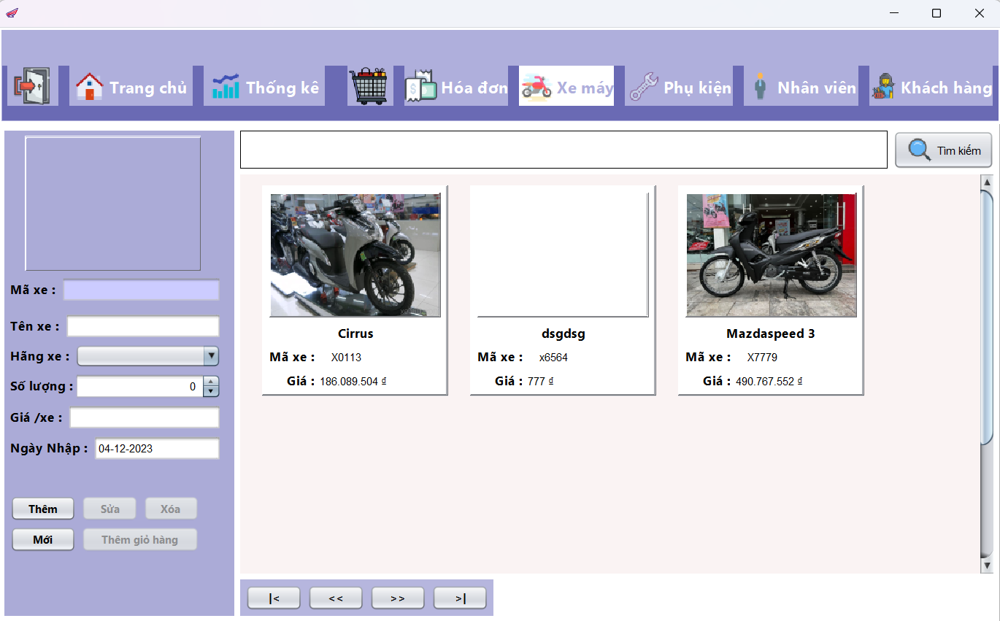 Trang chủ
Thống kê
Hóa đơn
Xe máy
Phụ kiện
Nhân viên
Khách hàng
Tìm kiếm
Mã xe :
Tên xe :
Hãng xe :
Số lượng : 0
Giá /xe :
Ngày Nhập : 04-12-2023
Thêm
Sửa
Xóa
Mới
Thêm giỏ hàng
Cirrus
Mã xe : X0113
Giá : 186.089.504 ₫
dsgdsg
Mã xe : x6564
Giá : 777 ₫
Mazdaspeed 3
Mã xe : X7779
Giá : 490.767.552 ₫
|<
<<
>>
>|